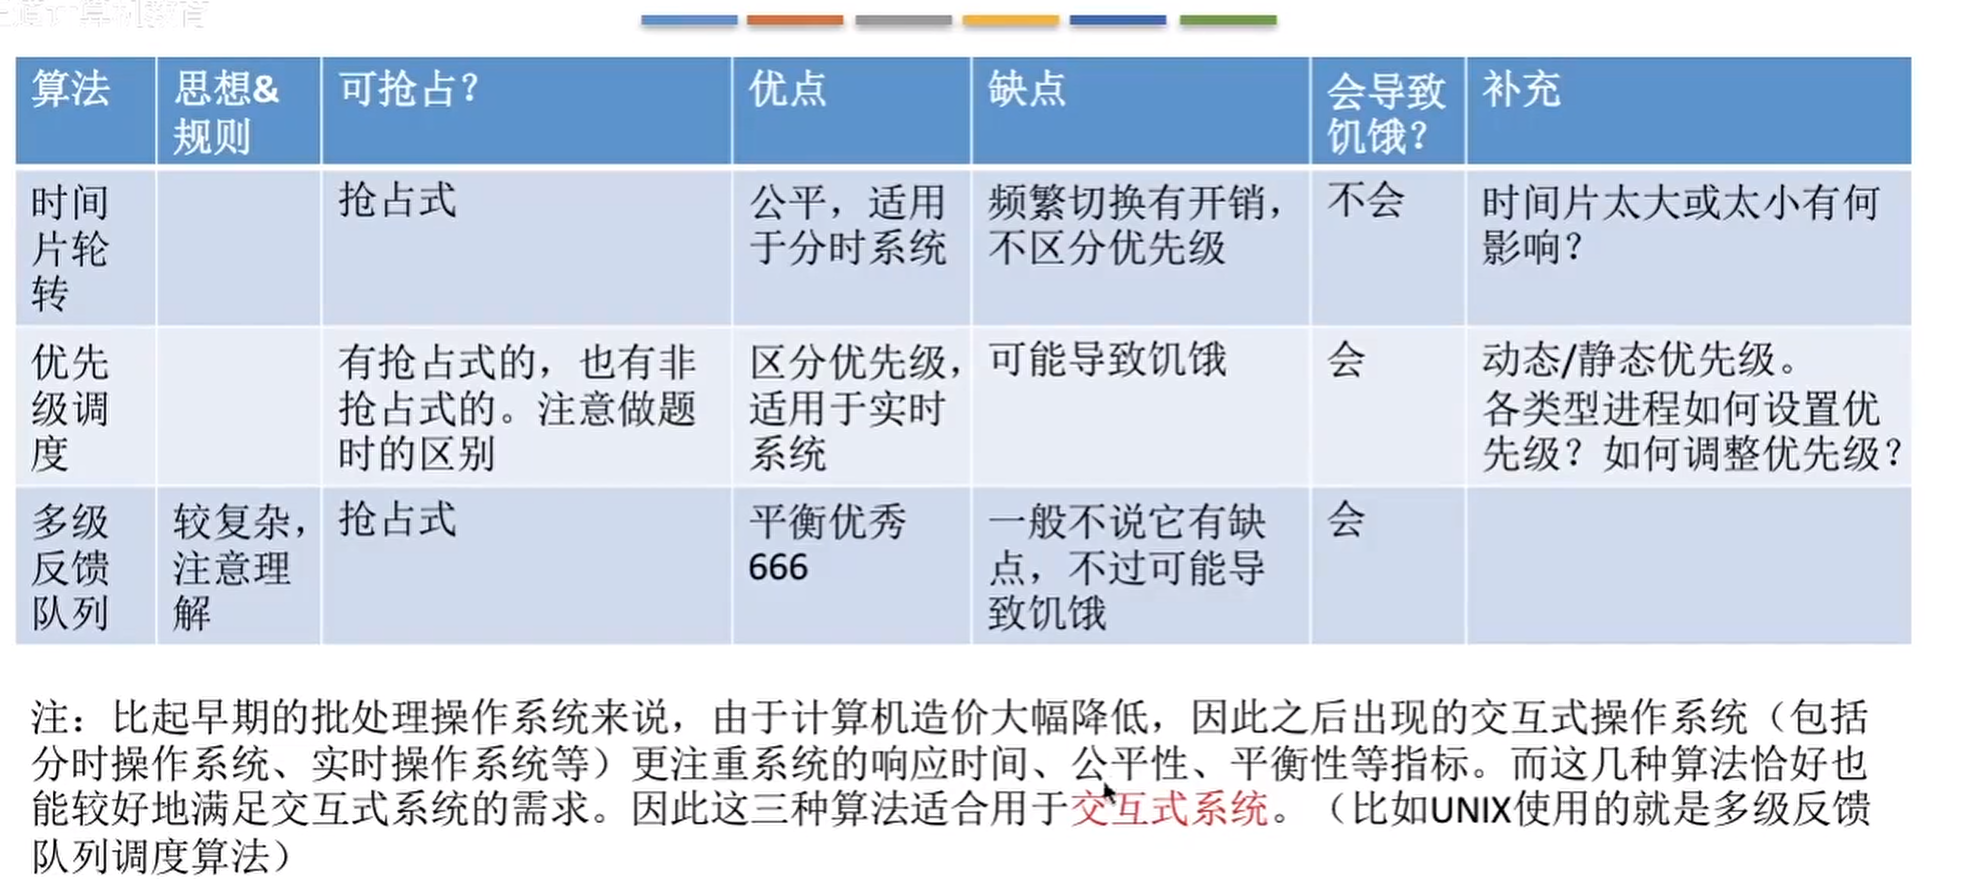 算法
思想&
规则
可抢占？
优点
缺点
会导致
饥饿？
补充
时间
片轮
转
抢占式
公平，适用
于分时系统
频繁切换有开销，
不区分优先级
不会
时间片太大或太小有何
影响？
优先
级调
度
有抢占式的，也有非
抢占式的。注意做题
时的区别
区分优先级，
适用于实时
系统
可能导致饥饿
会
动态/静态优先级。
各类型进程如何设置优
先级？如何调整优先级？
多级
反馈
队列
较复杂，
注意理
解
抢占式
平衡优秀
666
一般不说它有缺
点，不过可能导
致饥饿
会
注：比起早期的批处理操作系统来说，由于计算机造价大幅降低，因此之后出现的交互式操作系统（包括
分时操作系统、实时操作系统等）更注重系统的响应时间、公平性、平衡性等指标。而这几种算法恰好也
能较好地满足交互式系统的需求。因此这三种算法适合用于交互式系统。（比如UNIX使用的就是多级反馈
队列调度算法）